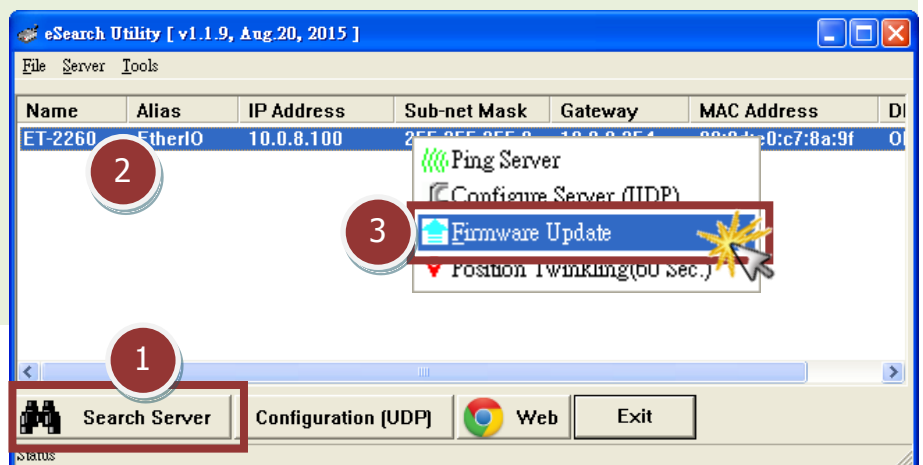 eSearch Utility [ v1.1.9, Aug.20, 2015 ]
File Server Tools
Name Alias IP Address Sub-net Mask Gateway MAC Address
ET-2260 EtherIO 10.0.8.100
2
Ping Server
Configure Server (UDP)
3 Firmware Update
Position Twinkling(60 Sec.)
1
Search Server Configuration (UDP) Web Exit
Status